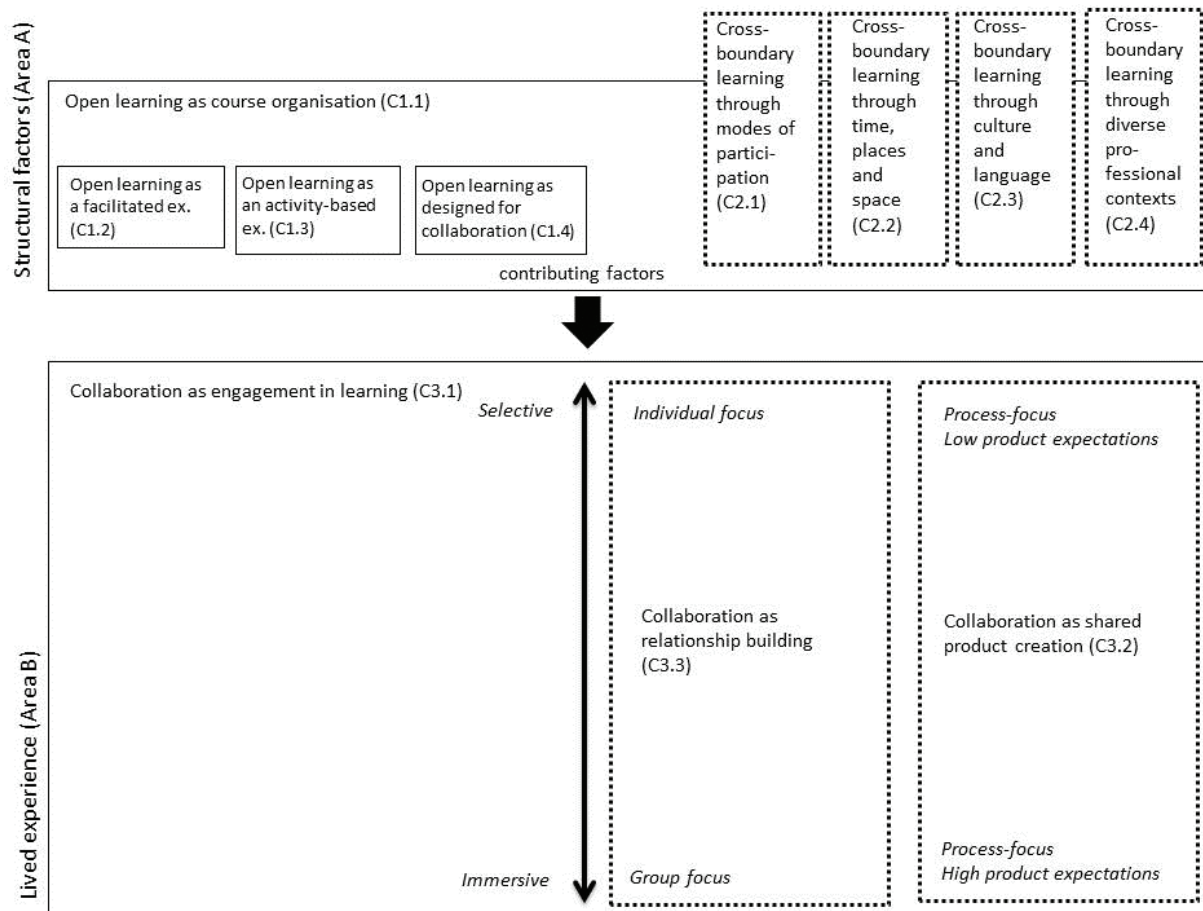 Structural factors (Area A)
Open learning as course organisation (C1.1)
Open learning as
a facilitated ex.
(C1.2)
Open learning as
an activity-based
ex. (C1.3)
Open learning as
designed for
collaboration (C1.4)
Cross-
boundary
learning
through
modes of
partici-
pation
(C2.1)
Cross-
boundary
learning
through
time,
places
and
space
(C2.2)
Cross-
boundary
learning
through
culture
and
language
(C2.3)
Cross-
boundary
learning
through
diverse
pro-
fessional
contexts
(C2.4)
contributing factors
Lived experience (Area B)
Collaboration as engagement in learning (C3.1)
Selective
Immersive
Individual focus
Collaboration as
relationship building
(C3.3)
Group focus
Process-focus
Low product expectations
Collaboration as shared
product creation (C3.2)
Process-focus
High product expectations